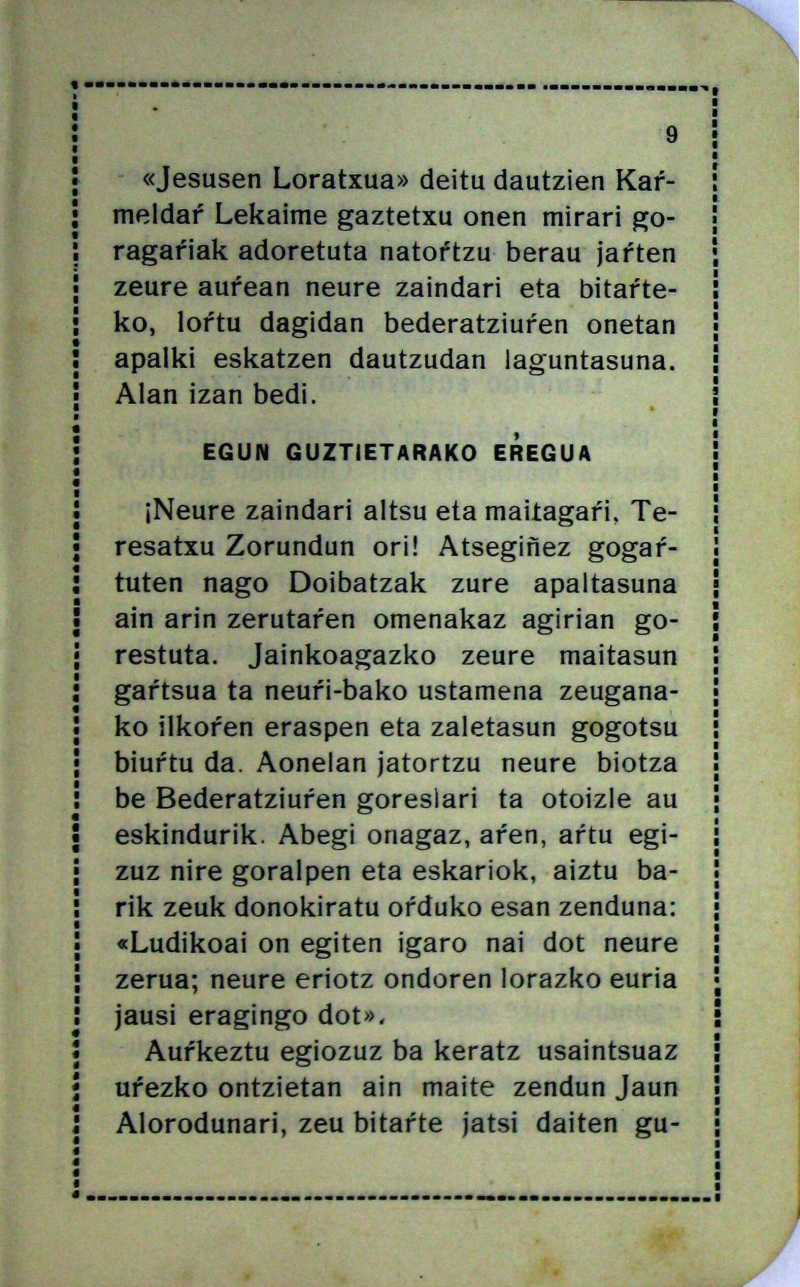 9
«Jesusen Loratxua» deitu dautzien Kaŕ-
meldaŕ Lekaime gaztetxu onen mirari go-
ragaŕiak adoretuta natoŕtzu berau jaŕten
zeure auŕean neure zaindari eta bitaŕte-
ko, loŕtu dagidan bederatziuŕen onetan
apalki eskatzen dautzudan laguntasuna.
Alan izan bedi.
EGUN GUZTIETARAKO EŔEGUA
¡Neure zaindari altsu eta maitagaŕi, Te-
resatxu Zorundun ori! Atsegiñez gogaŕ-
tuten nago Doibatzak zure apaltasuna
ain arin zerutaŕen omenakaz agirian go-
restuta. Jainkoagazko zeure maitasun
gaŕtsua ta neuŕi-bako ustamena zeugana-
ko ilkoŕen eraspen eta zaletasun gogotsu
biuŕtu da. Aonelan jatortzu neure biotza
be Bederatziuŕen goreslari ta otoizle au
eskindurik. Abegi onagaz, aŕen, aŕtu egi-
zuz nire goralpen eta eskariok, aiztu ba-
rik zeuk donokiratu oŕduko esan zenduna:
«Ludikoai on egiten igaro nai dot neure
zerua; neure eriotz ondoren lorazko euria
jausi eragingo dot».
Auŕkeztu egiozuz ba keratz usaintsuaz
uŕezko ontzietan ain maite zendun Jaun
Alorodunari, zeu bitaŕte jatsi daiten gu-